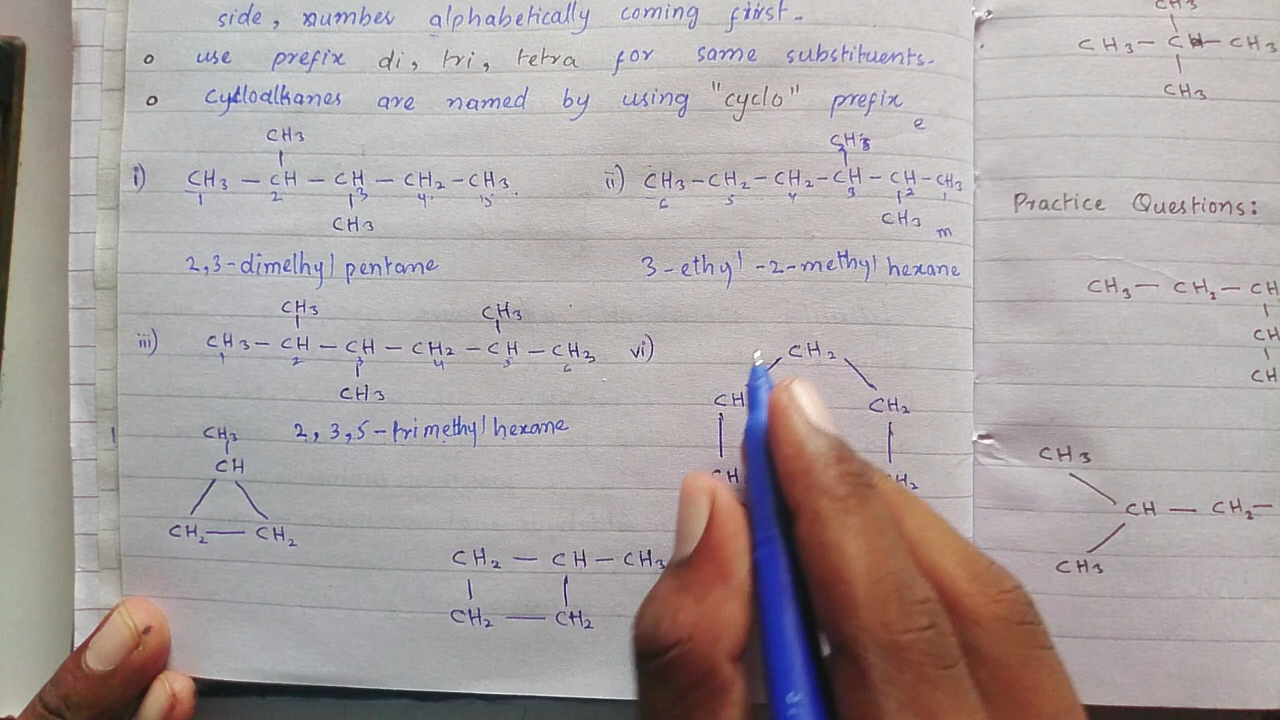 side, number alphabetically coming first.
o use prefix di, tri, tetra for same substituents.
o cycloalkanes are named by using "cyclo" prefix
e
CH3
i) CH3 — CH — CH — CH2 — CH3.
1 2 3 4 5
CH3
2,3-dimethyl pentane
ii) CH3 — CH2 — CH2 — CH — CH — CH3
6 5 4 3 2 1
CH3 m
3-ethyl-2-methyl hexane
CH3 CH3
iii) CH3 — CH — CH — CH2 — CH — CH3
1 2 3 4 5 6
CH3
2, 3, 5-trimethyl hexane
CH3
CH
CH2 — CH2
CH2 — CH — CH3
CH2 — CH2
vi) CH2
CH CH2
CH H2
CH3
CH3 — CH — CH3
CH3
Practice Questions:
CH3 — CH2 — CH
CH
CH
CH3
CH — CH2 —
CH3